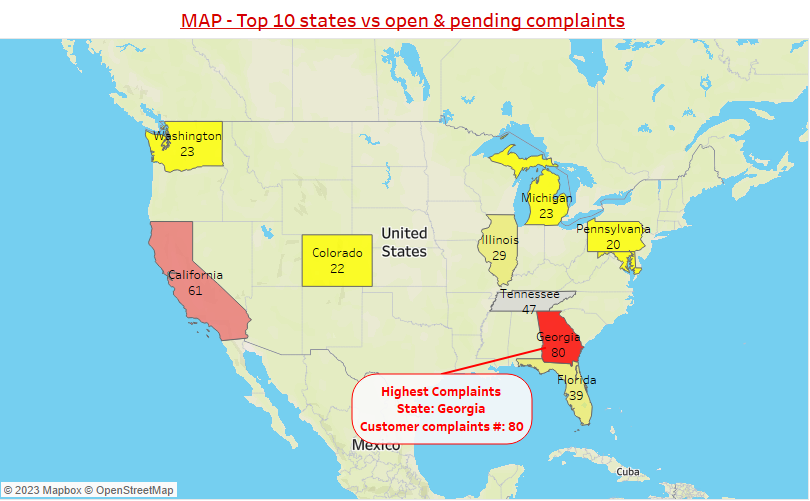 MAP - Top 10 states vs open & pending complaints
Washington
23
Michigan
23
Pennsylvania
20
United
States
Illinois
29
Colorado
22
California
61
Tennessee
47
Georgia
80
Florida
39
Highest Complaints
State: Georgia
Customer complaints #: 80
Mexico
Cuba
© 2023 Mapbox © OpenStreetMap